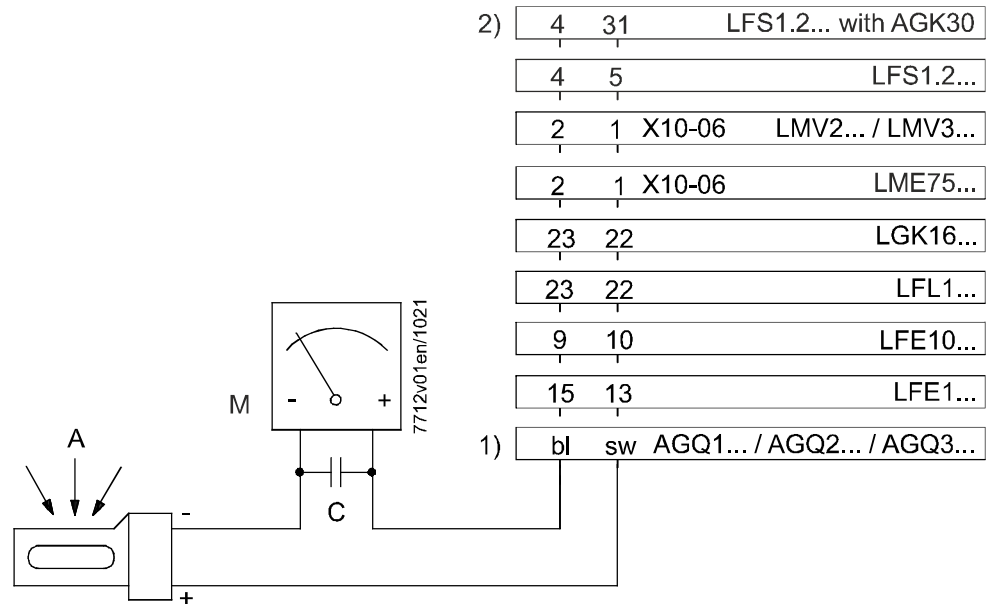 2) 4 31 LFS1.2... with AGK30
4 5 LFS1.2...
2 1 X10-06 LMV2... / LMV3...
2 1 X10-06 LME75...
23 22 LGK16...
23 22 LFL1...
9 10 LFE10...
15 13 LFE1...
1) bl sw AGQ1... / AGQ2... / AGQ3...
M - +
7712v01en/1021
A
C
-
+